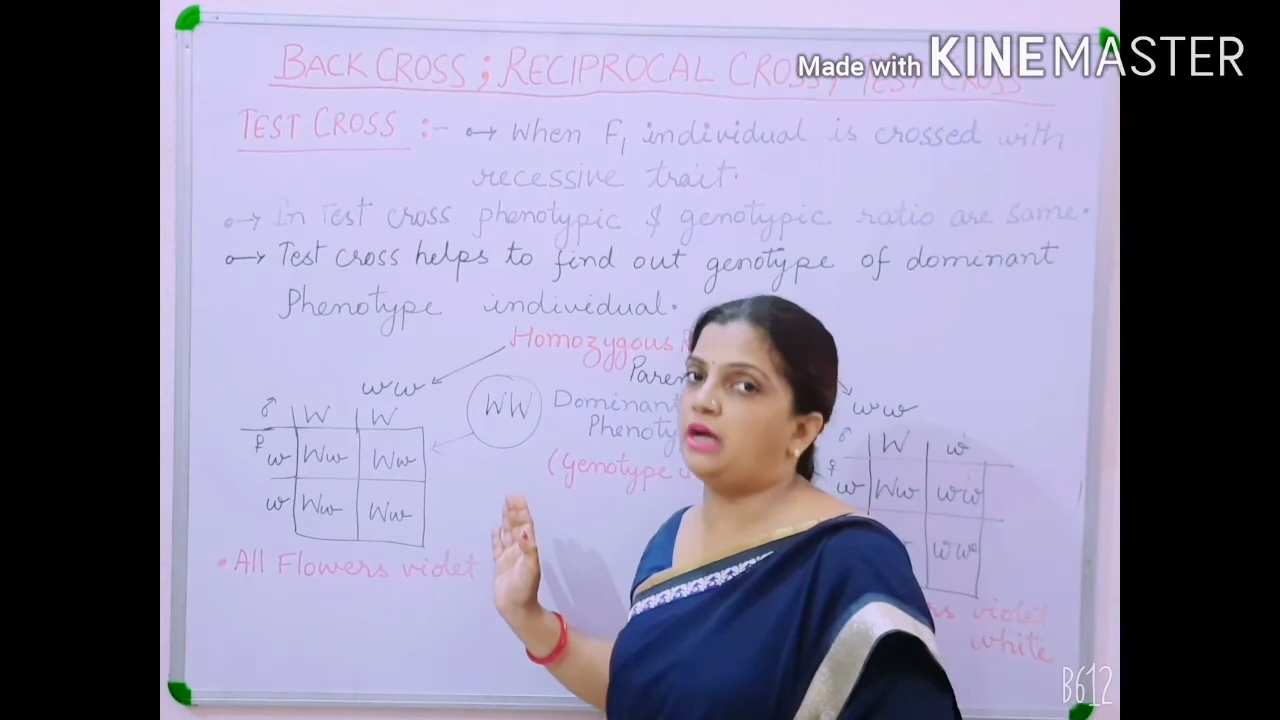 BACK CROSS ; RECIPROCAL CROSS, TEST CROSS
Made with KINEMASTER
TEST CROSS :- When F1 individual is crossed with
recessive trait.
In Test cross phenotypic & genotypic ratio are same.
Test cross helps to find out genotype of dominant
Phenotype individual.
Homozygous
ww
WW
Dominant
(Genotype
♂ W W
♀ w Ww Ww
w Ww Ww
All Flowers violet
ww
♂ W w
♀ w Ww ww
ww
violet
white
B612